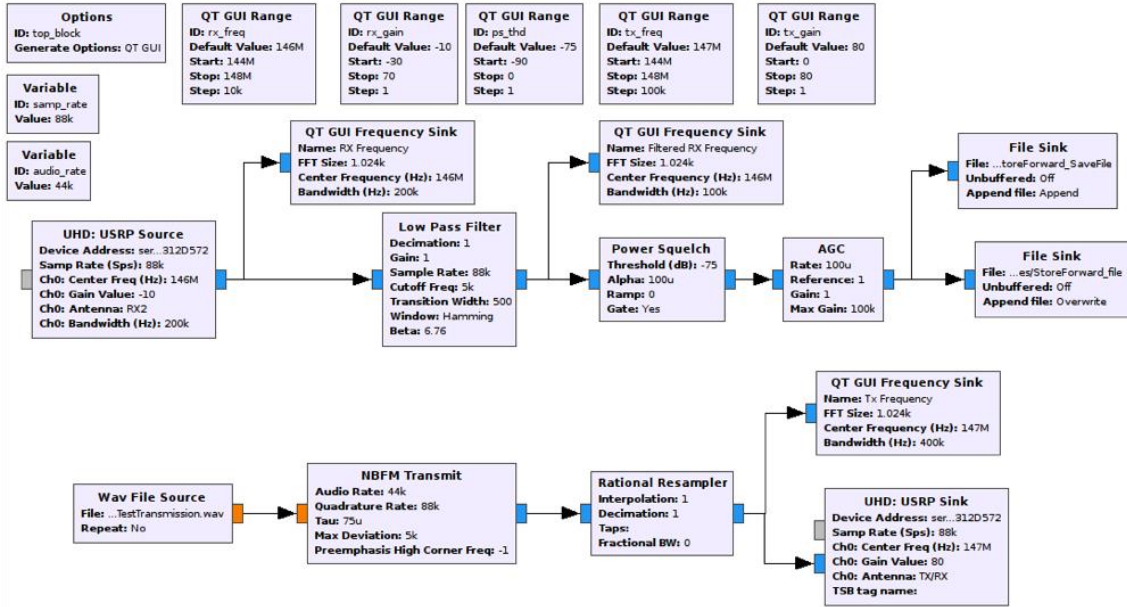 Options
ID: top_block
Generate Options: QT GUI
QT GUI Range
ID: rx_freq
Default Value: 146M
Start: 144M
Stop: 148M
Step: 10k
QT GUI Range
ID: rx_gain
Default Value: -10
Start: -30
Stop: 70
Step: 1
QT GUI Range
ID: ps_thd
Default Value: -75
Start: -90
Stop: 0
Step: 1
QT GUI Range
ID: tx_freq
Default Value: 147M
Start: 144M
Stop: 148M
Step: 100k
QT GUI Range
ID: tx_gain
Default Value: 80
Start: 0
Stop: 80
Step: 1
Variable
ID: samp_rate
Value: 88k
Variable
ID: audio_rate
Value: 44k
QT GUI Frequency Sink
Name: RX Frequency
FFT Size: 1.024k
Center Frequency (Hz): 146M
Bandwidth (Hz): 200k
QT GUI Frequency Sink
Name: Filtered RX Frequency
FFT Size: 1.024k
Center Frequency (Hz): 146M
Bandwidth (Hz): 100k
File Sink
File: ...toreForward_SaveFile
Unbuffered: Off
Append file: Append
UHD: USRP Source
Device Address: ser...312D572
Samp Rate (Sps): 88k
Ch0: Center Freq (Hz): 146M
Ch0: Gain Value: -10
Ch0: Antenna: RX2
Ch0: Bandwidth (Hz): 200k
Low Pass Filter
Decimation: 1
Gain: 1
Sample Rate: 88k
Cutoff Freq: 5k
Transition Width: 500
Window: Hamming
Beta: 6.76
Power Squelch
Threshold (dB): -75
Alpha: 100u
Ramp: 0
Gate: Yes
AGC
Rate: 100u
Reference: 1
Gain: 1
Max Gain: 100k
File Sink
File: ...es/StoreForward_file
Unbuffered: Off
Append file: Overwrite
QT GUI Frequency Sink
Name: Tx Frequency
FFT Size: 1.024k
Center Frequency (Hz): 147M
Bandwidth (Hz): 400k
Wav File Source
File: ...TestTransmission.wav
Repeat: No
NBFM Transmit
Audio Rate: 44k
Quadrature Rate: 88k
Tau: 75u
Max Deviation: 5k
Preemphasis High Corner Freq: -1
Rational Resampler
Interpolation: 1
Decimation: 1
Taps:
Fractional BW: 0
UHD: USRP Sink
Device Address: ser...312D572
Samp Rate (Sps): 88k
Ch0: Center Freq (Hz): 147M
Ch0: Gain Value: 80
Ch0: Antenna: TX/RX
TSB tag name: